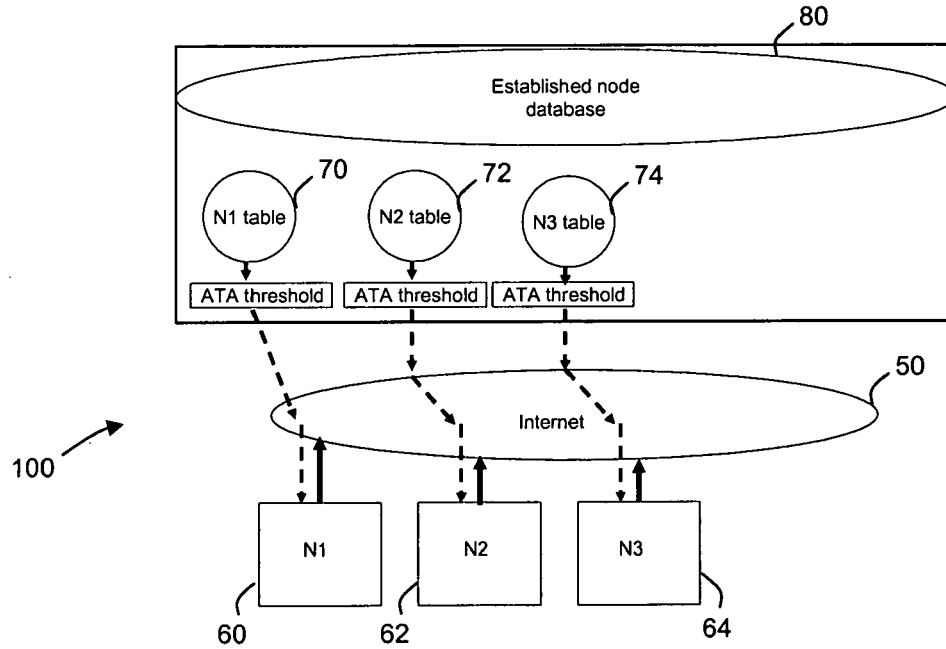 80
Established node
database
70
72
74
N1 table
N2 table
N3 table
ATA threshold
ATA threshold
ATA threshold
50
Internet
100
N1
N2
N3
60
62
64